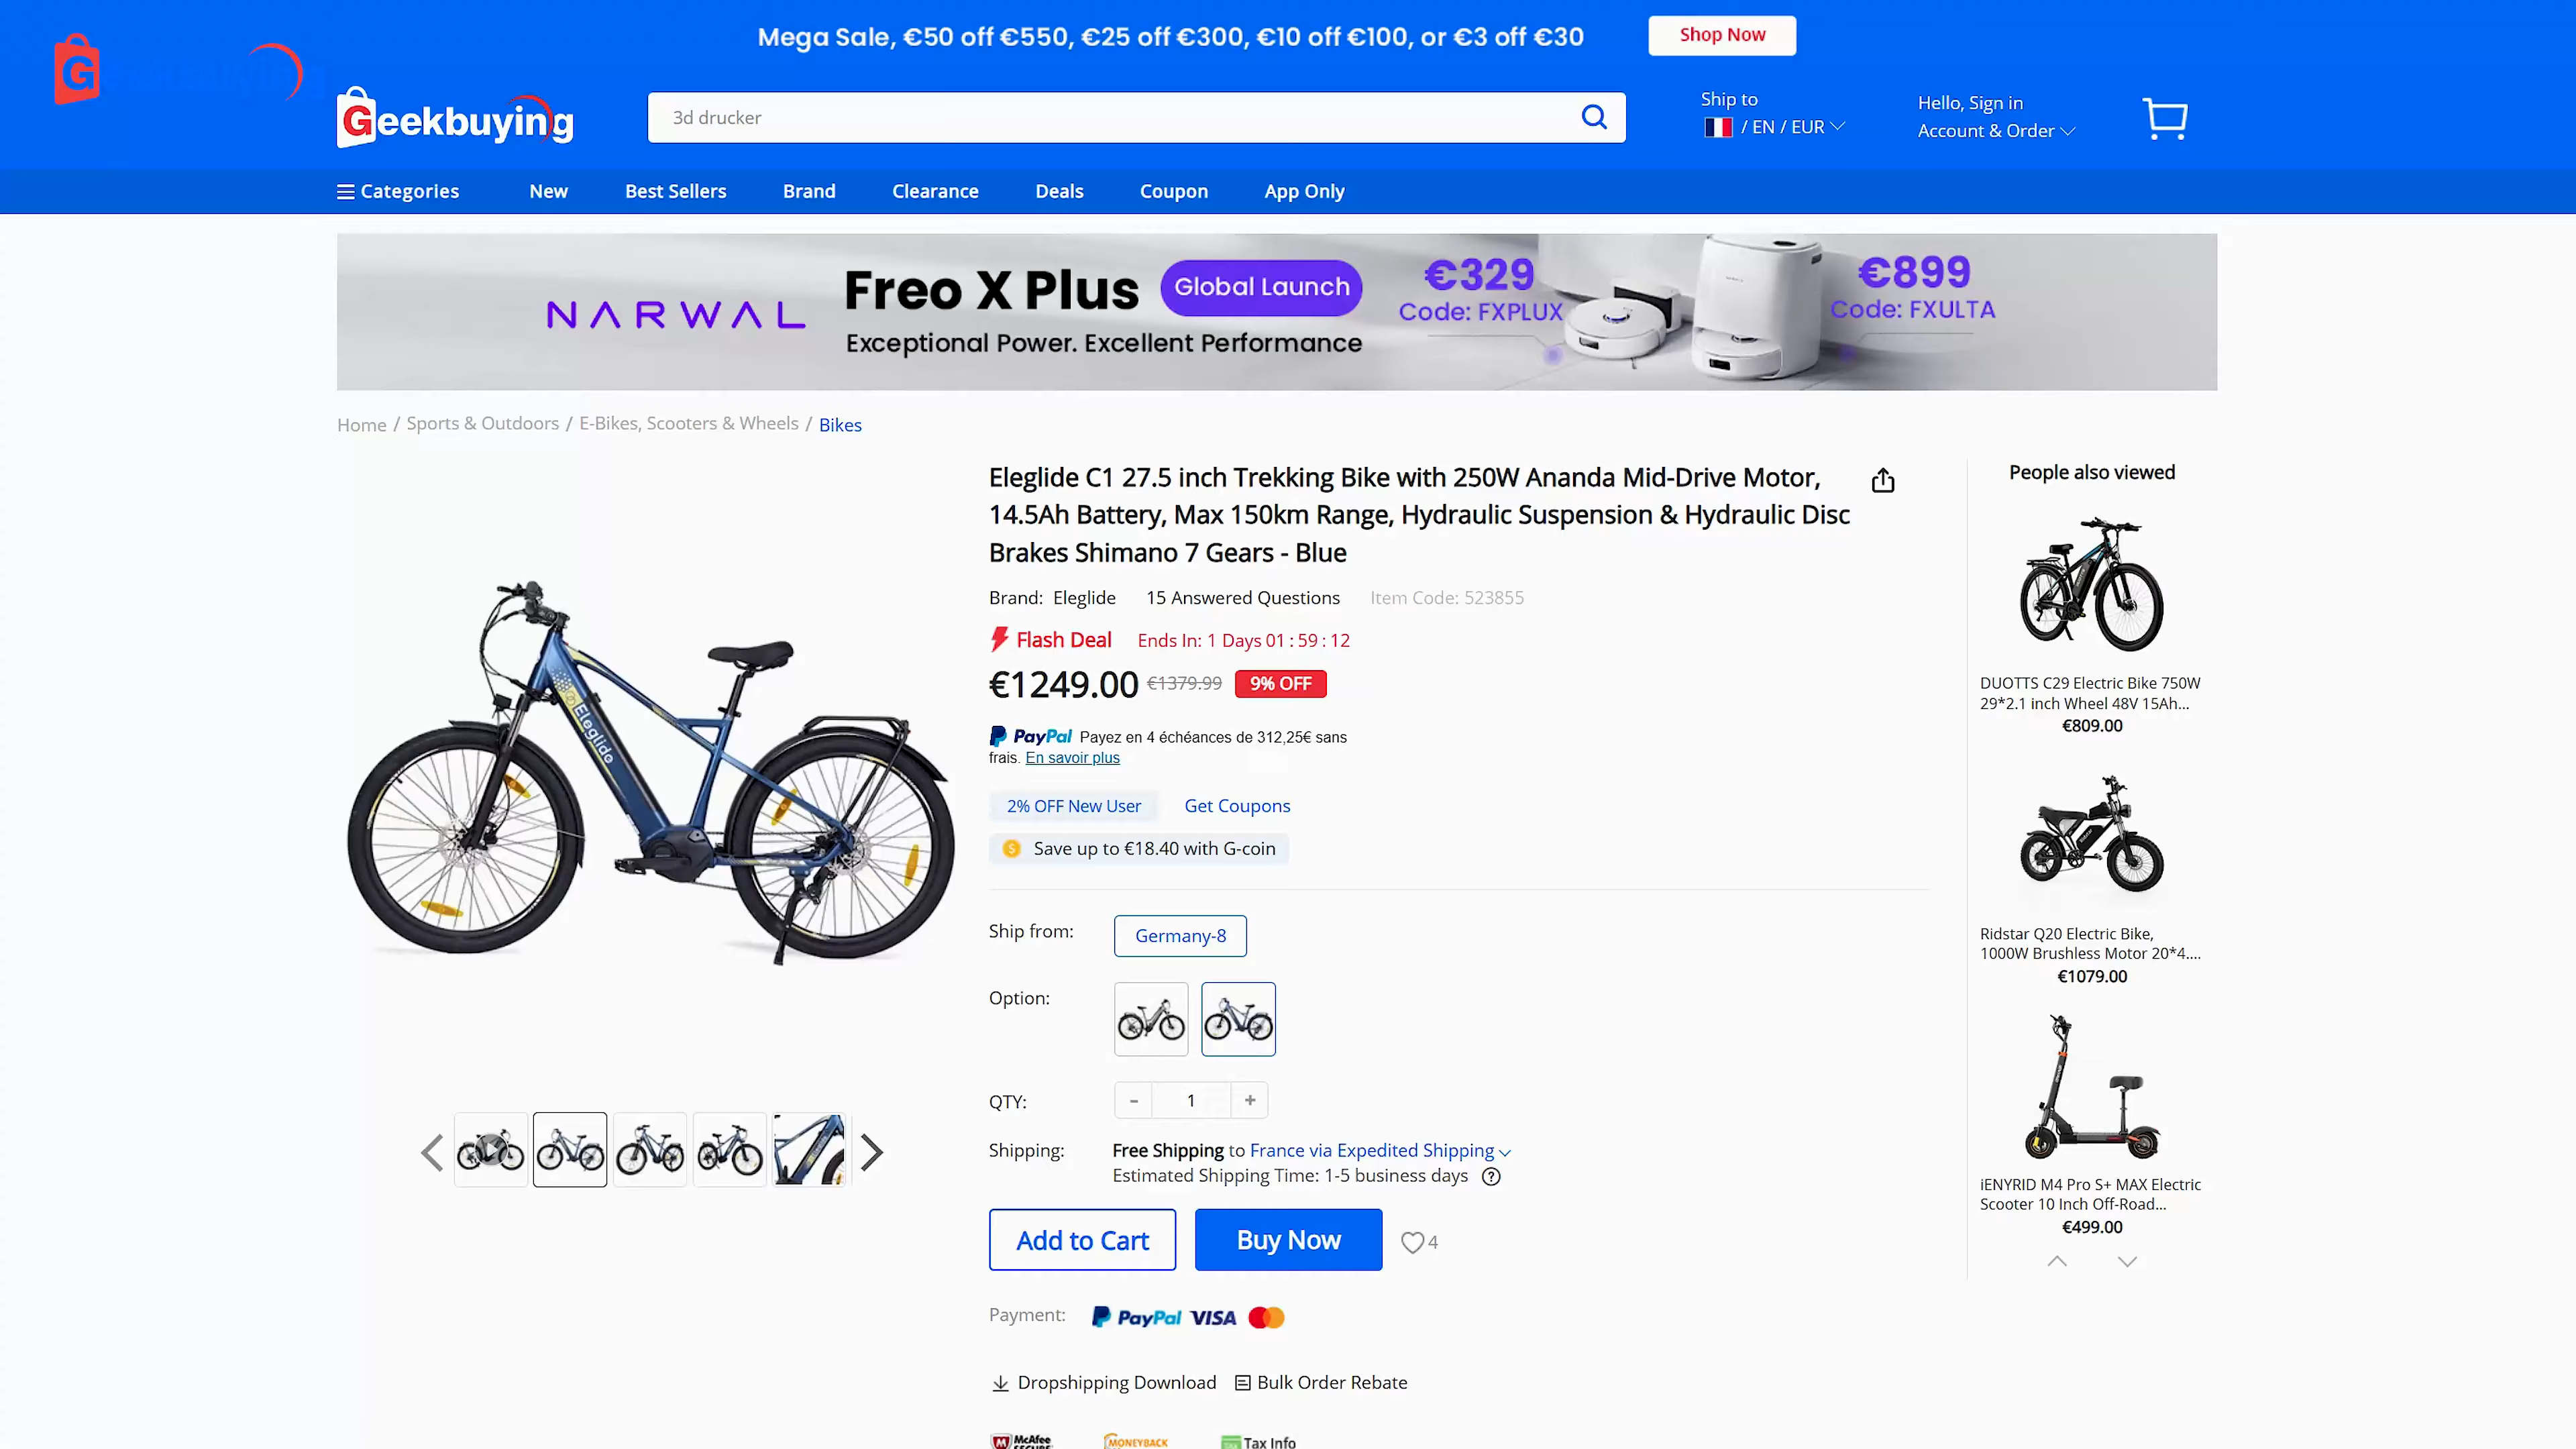 Mega Sale, €50 off €550, €25 off €300, €10 off €100, or €3 off €30
Shop Now
Geekbuying
3d drucker
Ship to
/ EN / EUR
Hello, Sign in
Account & Order
Categories
New
Best Sellers
Brand
Clearance
Deals
Coupon
App Only
NARWAL
Freo X Plus
Global Launch
Exceptional Power. Excellent Performance
€329
Code: FXPLUX
€899
Code: FXULTA
Home / Sports & Outdoors / E-Bikes, Scooters & Wheels / Bikes
Eleglide C1 27.5 inch Trekking Bike with 250W Ananda Mid-Drive Motor,
14.5Ah Battery, Max 150km Range, Hydraulic Suspension & Hydraulic Disc
Brakes Shimano 7 Gears - Blue
Brand: Eleglide
15 Answered Questions
Item Code: 523855
Flash Deal
Ends In: 1 Days 01 : 59 : 12
€1249.00
€1379.99
9% OFF
PayPal Payez en 4 échéances de 312,25€ sans
frais. En savoir plus
2% OFF New User
Get Coupons
Save up to €18.40 with G-coin
Ship from:
Germany-8
Option:
QTY:
- 1 +
Shipping:
Free Shipping to France via Expedited Shipping
Estimated Shipping Time: 1-5 business days
Add to Cart
Buy Now
4
Payment:
PayPal VISA
Dropshipping Download
Bulk Order Rebate
McAfee
SECURE
MONEYBACK
Tax Info
Eleglide
People also viewed
DUOTTS C29 Electric Bike 750W
29*2.1 inch Wheel 48V 15Ah...
€809.00
Ridstar Q20 Electric Bike,
1000W Brushless Motor 20*4....
€1079.00
iENYRID M4 Pro S+ MAX Electric
Scooter 10 Inch Off-Road...
€499.00